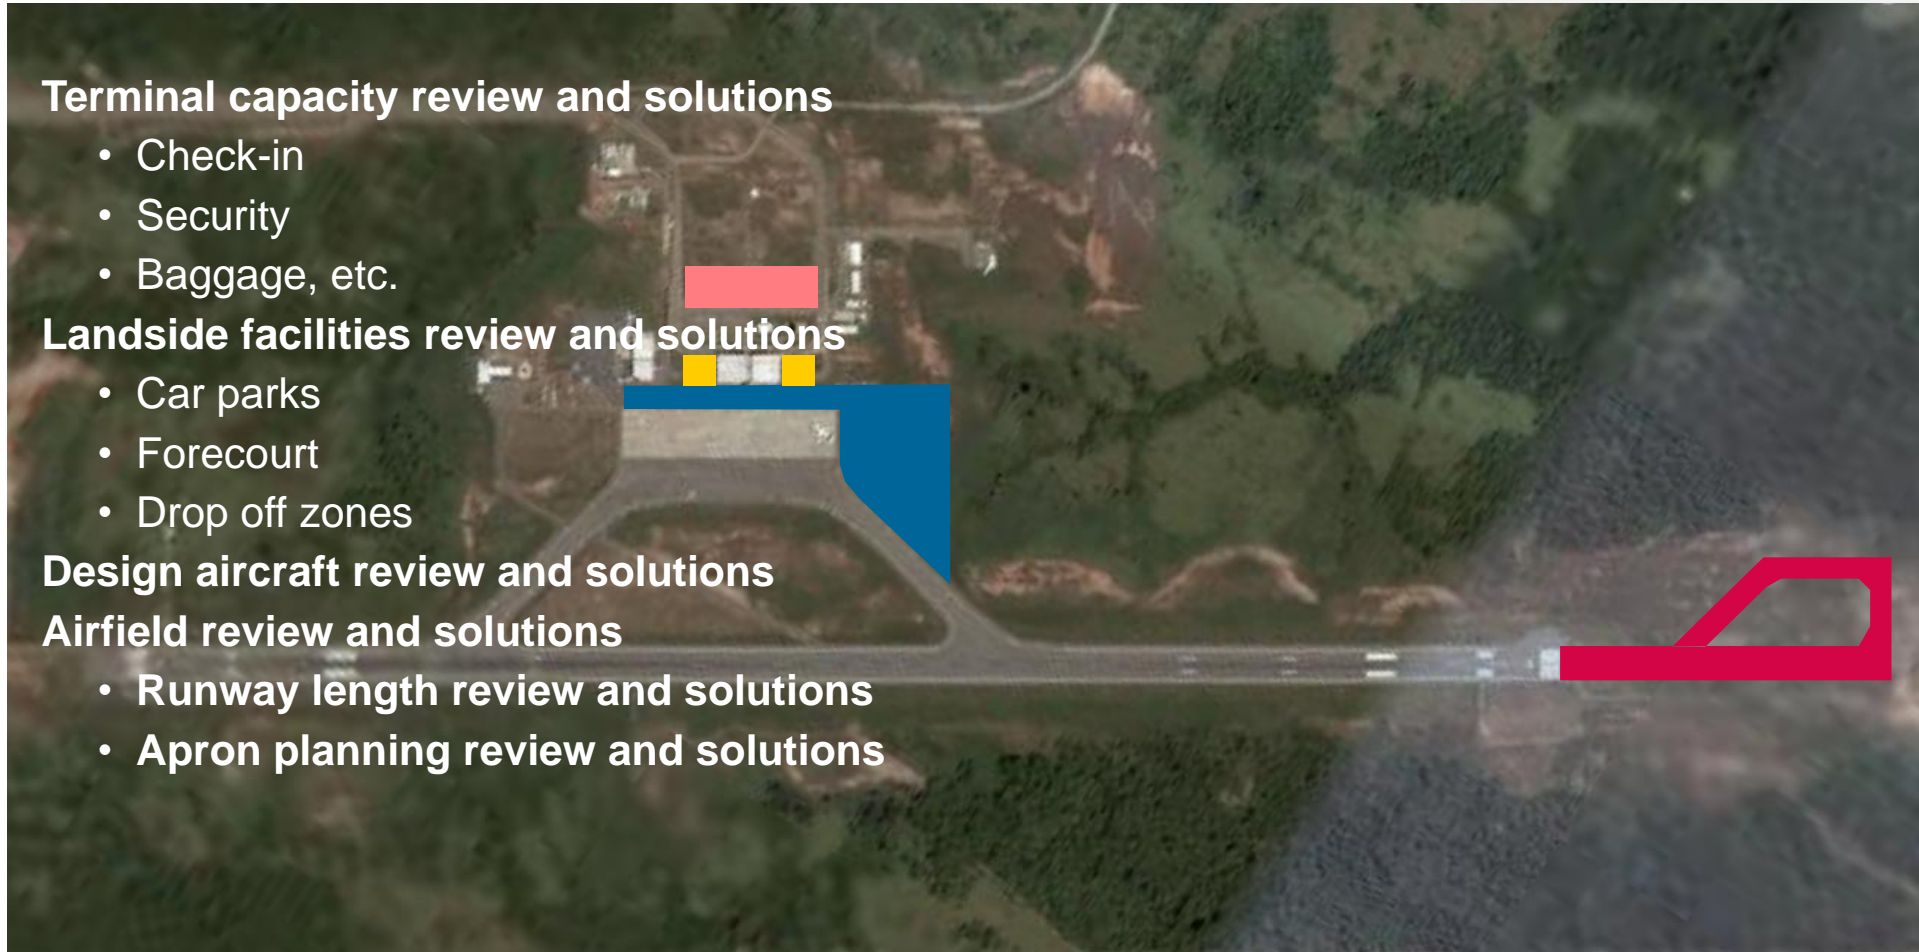 Terminal capacity review and solutions
• Check-in
• Security
• Baggage, etc.
Landside facilities review and solutions
• Car parks
• Forecourt
• Drop off zones
Design aircraft review and solutions
Airfield review and solutions
• Runway length review and solutions
• Apron planning review and solutions